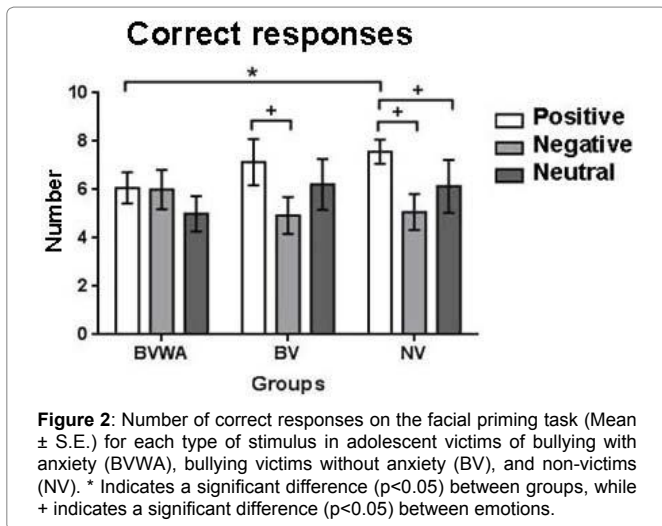 Correct responses
*
+
+
+
10
8
6
4
2
0
Number
Positive
Negative
Neutral
BVWA BV NV
Groups
Figure 2: Number of correct responses on the facial priming task (Mean
± S.E.) for each type of stimulus in adolescent victims of bullying with
anxiety (BVWA), bullying victims without anxiety (BV), and non-victims
(NV). * Indicates a significant difference (p<0.05) between groups, while
+ indicates a significant difference (p<0.05) between emotions.